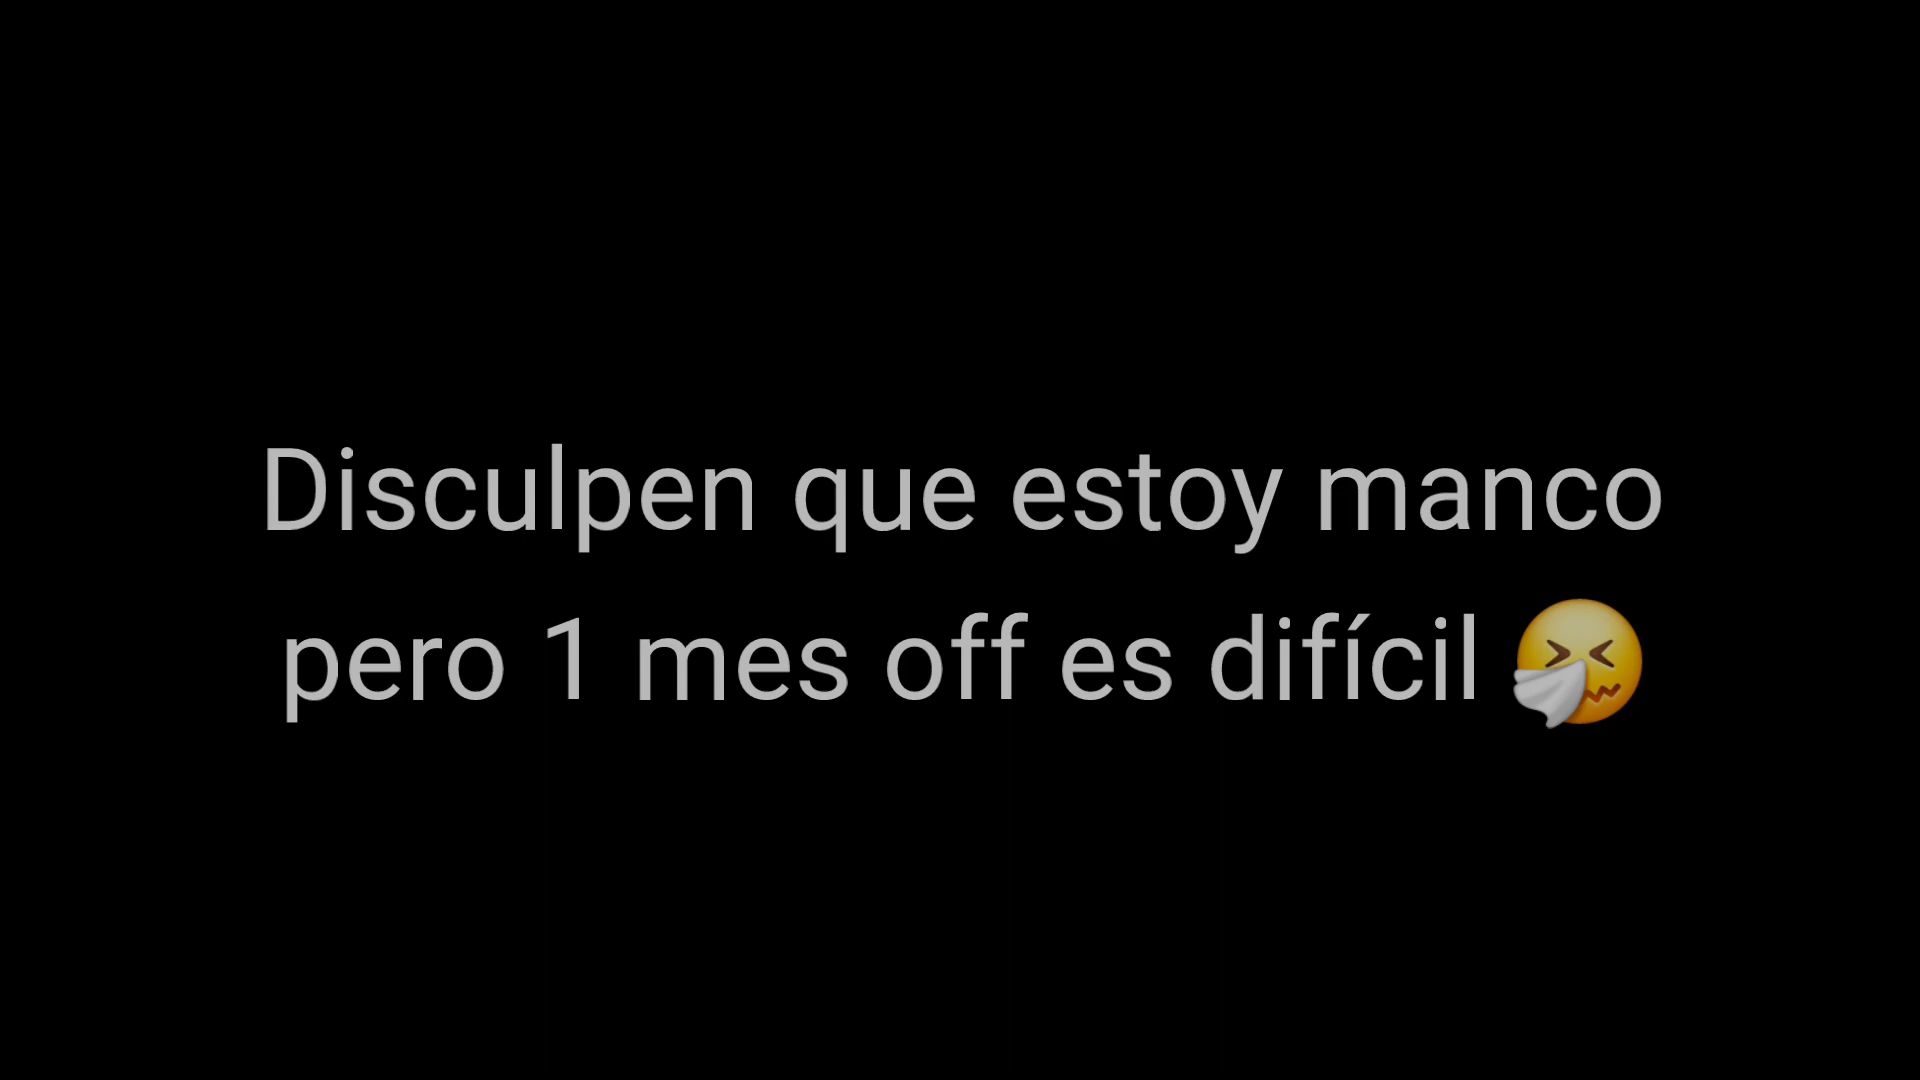 Disculpen que estoy manco
pero 1 mes off es difícil 🤧